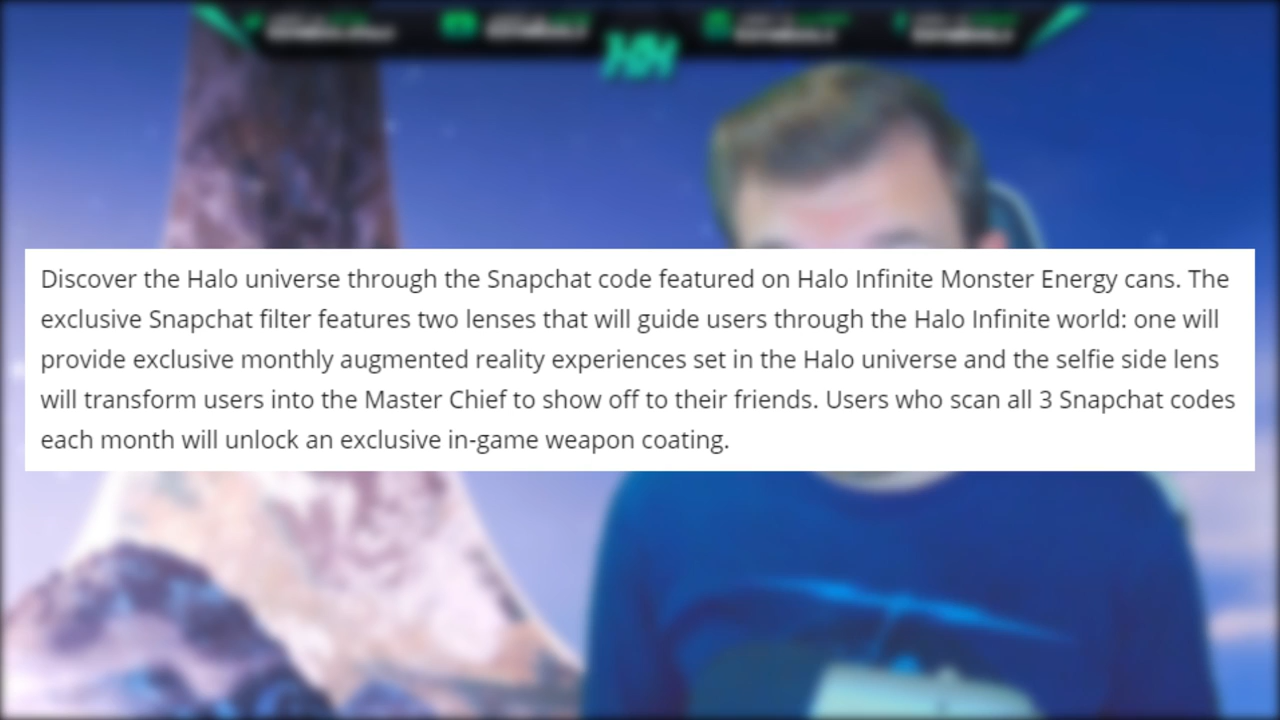 HH
Discover the Halo universe through the Snapchat code featured on Halo Infinite Monster Energy cans. The
exclusive Snapchat filter features two lenses that will guide users through the Halo Infinite world: one will
provide exclusive monthly augmented reality experiences set in the Halo universe and the selfie side lens
will transform users into the Master Chief to show off to their friends. Users who scan all 3 Snapchat codes
each month will unlock an exclusive in-game weapon coating.